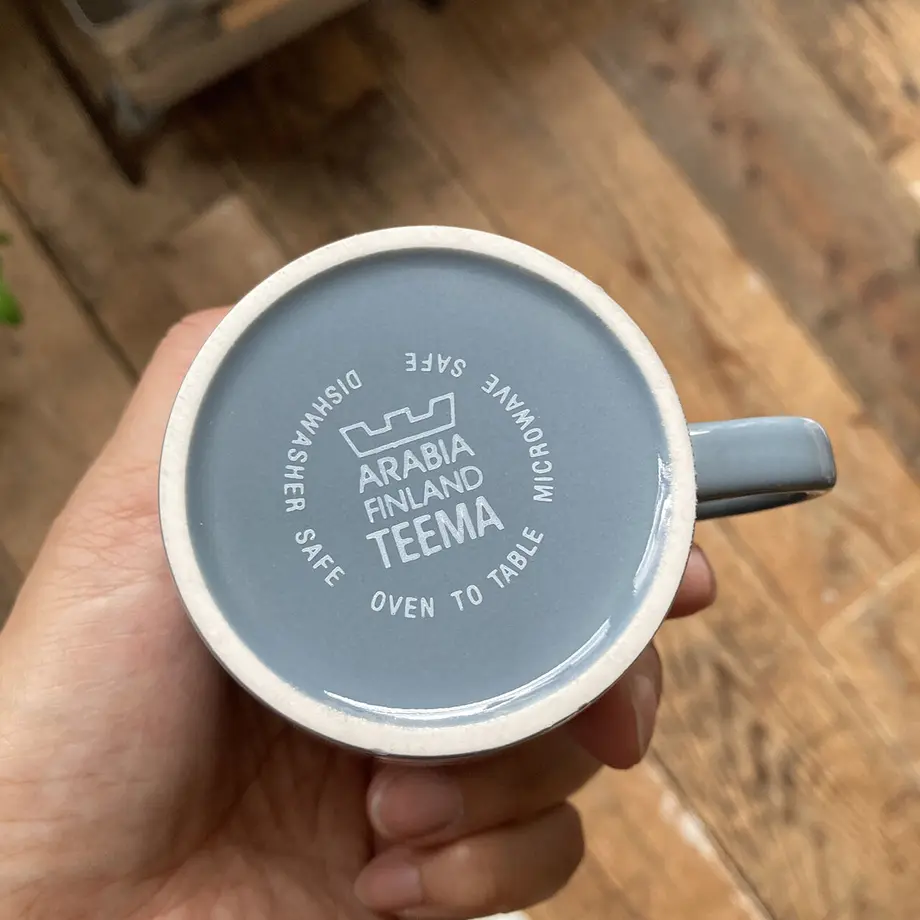 ARABIA
FINLAND
TEEMA
DISHWASHER SAFE
OVEN TO TABLE
MICROWAVE SAFE